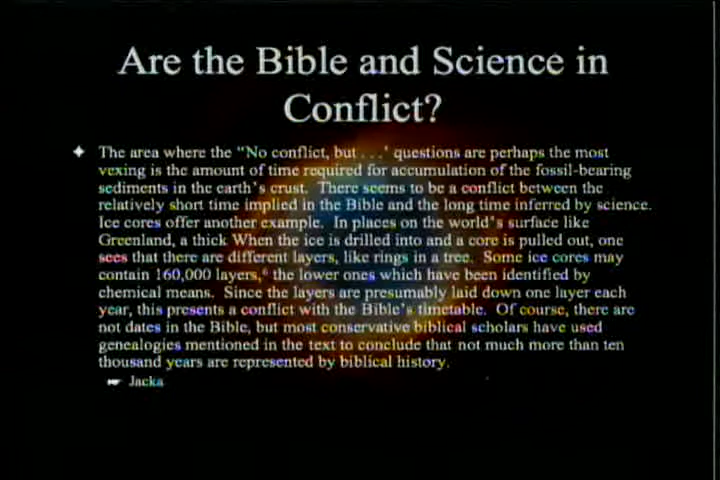 Are the Bible and Science in
Conflict?
The area where the "No conflict, but . . .' questions are perhaps the most
vexing is the amount of time required for accumulation of the fossil-bearing
sediments in the earth's crust. There seems to be a conflict between the
relatively short time implied in the Bible and the long time inferred by science.
Ice cores offer another example. In places on the world's surface like
Greenland, a thick When the ice is drilled into and a core is pulled out, one
sees that there are different layers, like rings in a tree. Some ice cores may
contain 160,000 layers,⁶ the lower ones which have been identified by
chemical means. Since the layers are presumably laid down one layer each
year, this presents a conflict with the Bible's timetable. Of course, there are
not dates in the Bible, but most conservative biblical scholars have used
genealogies mentioned in the text to conclude that not much more than ten
thousand years are represented by biblical history.
Jacka